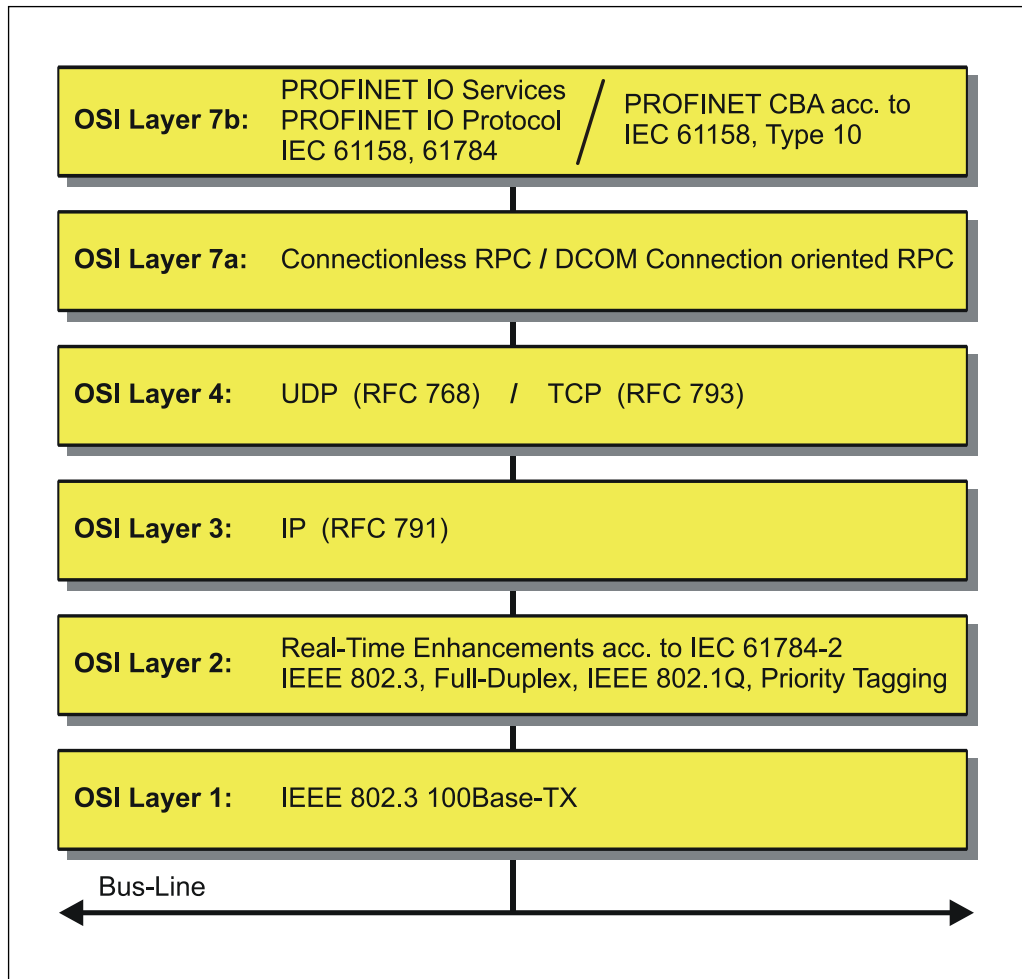 OSI Layer 7b:
PROFINET IO Services
PROFINET IO Protocol
IEC 61158, 61784
/
PROFINET CBA acc. to
IEC 61158, Type 10
OSI Layer 7a: Connectionless RPC / DCOM Connection oriented RPC
OSI Layer 4: UDP (RFC 768) / TCP (RFC 793)
OSI Layer 3: IP (RFC 791)
OSI Layer 2:
Real-Time Enhancements acc. to IEC 61784-2
IEEE 802.3, Full-Duplex, IEEE 802.1Q, Priority Tagging
OSI Layer 1: IEEE 802.3 100Base-TX
Bus-Line